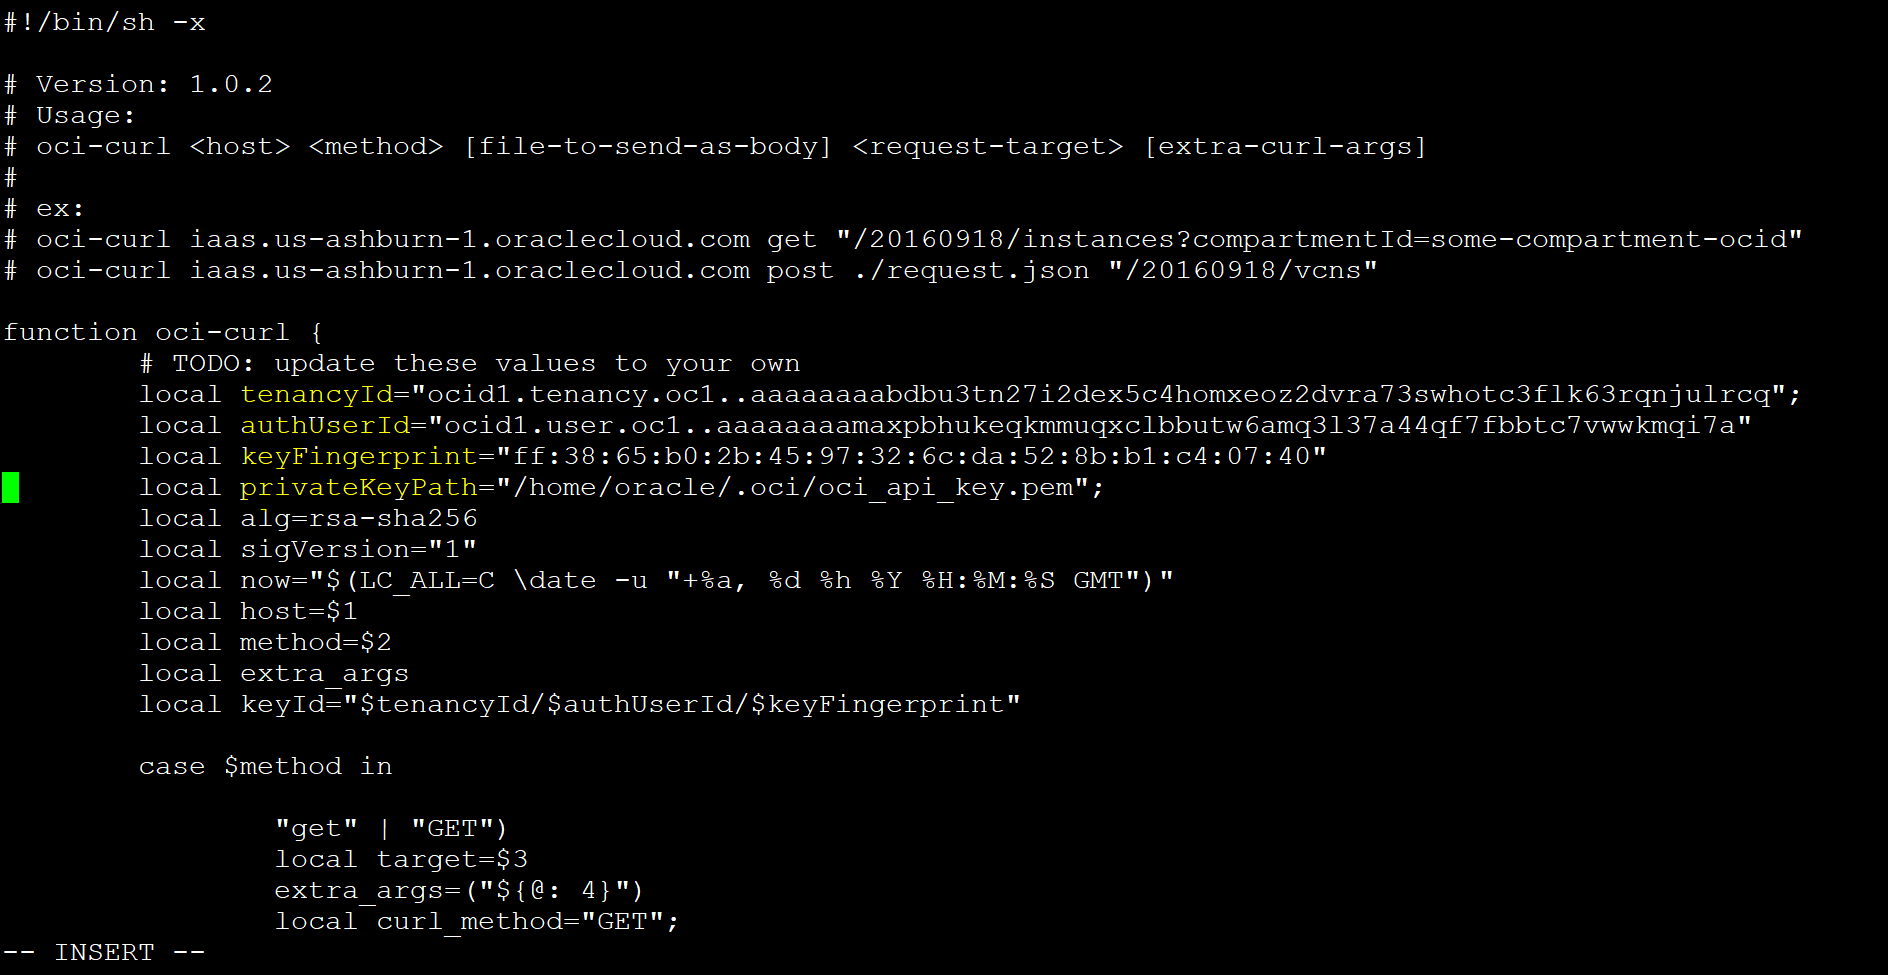 #!/bin/sh -x
# Version: 1.0.2
# Usage:
# oci-curl <host> <method> [file-to-send-as-body] <request-target> [extra-curl-args]
#
# ex:
# oci-curl iaas.us-ashburn-1.oraclecloud.com get "/20160918/instances?compartmentId=some-compartment-ocid"
# oci-curl iaas.us-ashburn-1.oraclecloud.com post ./request.json "/20160918/vcns"
function oci-curl {
# TODO: update these values to your own
local tenancyId="ocid1.tenancy.oc1..aaaaaaaabdbu3tn27i2dex5c4homxeoz2dvra73swhotc3flk63rqnjulrcq";
local authUserId="ocid1.user.oc1..aaaaaaaamaxpbhukeqkmmuqxclbbutw6amq3l37a44qf7fbbtc7vwwkmqi7a"
local keyFingerprint="ff:38:65:b0:2b:45:97:32:6c:da:52:8b:b1:c4:07:40"
local privateKeyPath="/home/oracle/.oci/oci_api_key.pem";
local alg=rsa-sha256
local sigVersion="1"
local now="$(LC_ALL=C \date -u "+%a, %d %h %Y %H:%M:%S GMT")"
local host=$1
local method=$2
local extra_args
local keyId="$tenancyId/$authUserId/$keyFingerprint"
case $method in
"get" | "GET")
local target=$3
extra_args=("${@: 4}")
local curl_method="GET";
-- INSERT --